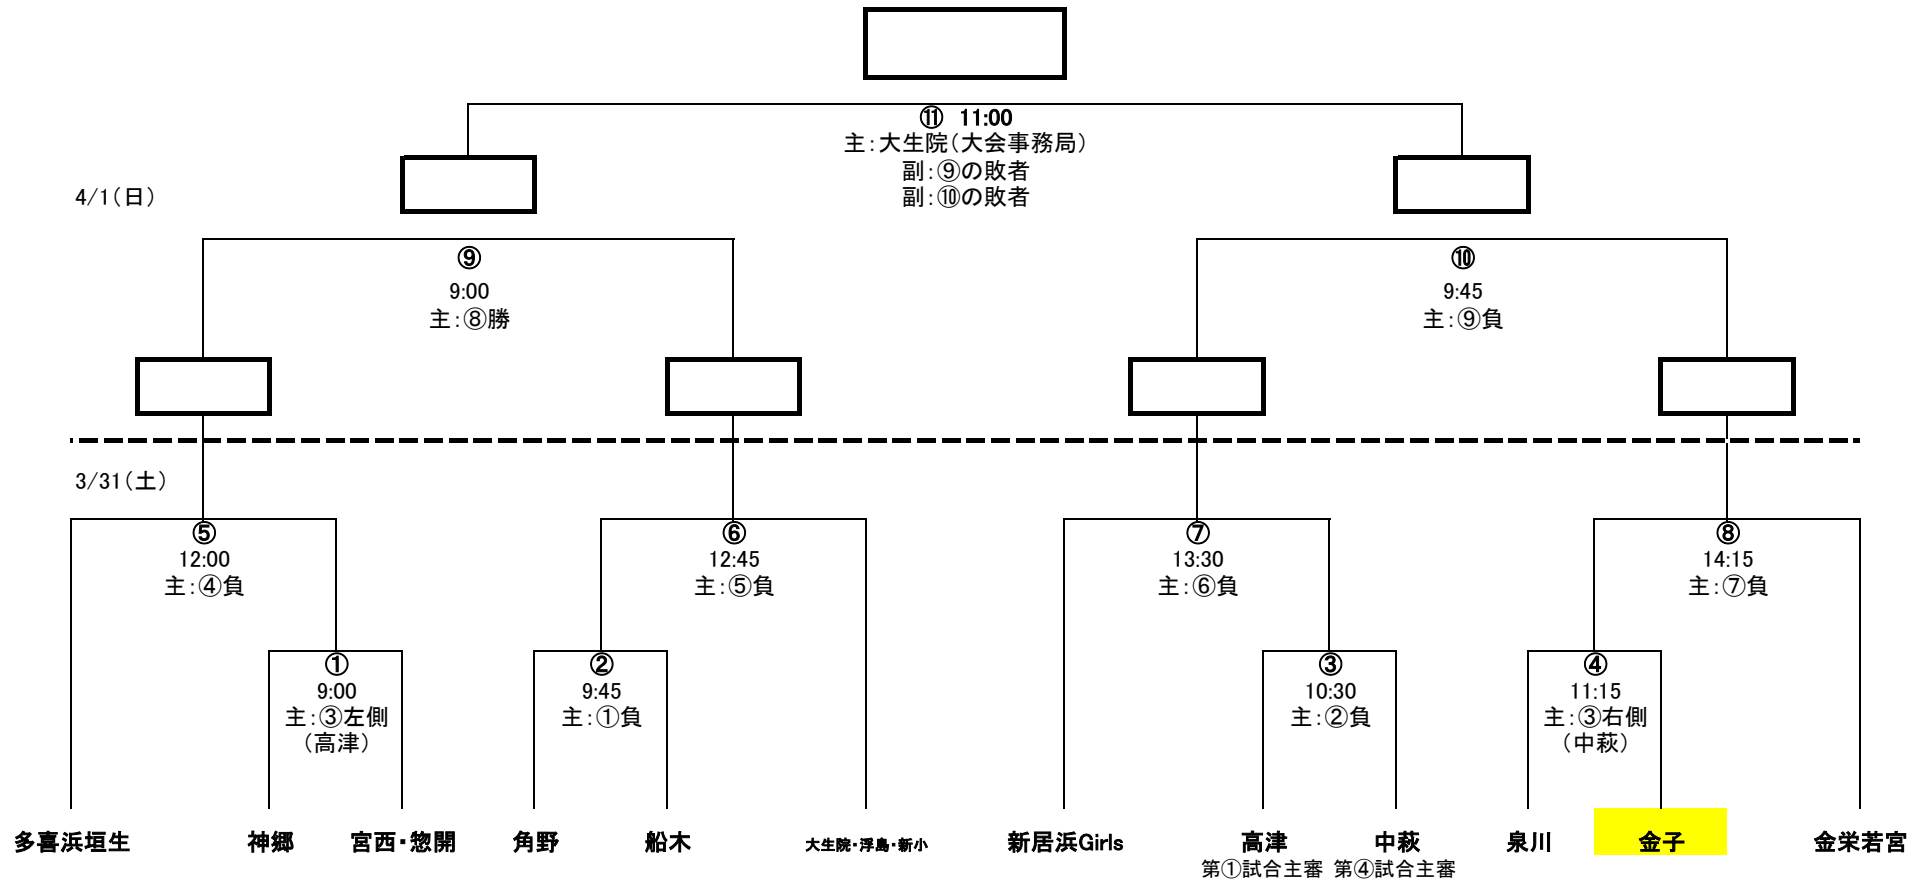 ⑪ 11:00
主：大生院（大会事務局）
副：⑨の敗者
副：⑩の敗者
4/1（日）
⑨
9:00
主：⑧勝
⑩
9:45
主：⑨負
3/31（土）
⑤
12:00
主：④負
⑥
12:45
主：⑤負
⑦
13:30
主：⑥負
⑧
14:15
主：⑦負
①
9:00
主：③左側
（高津）
②
9:45
主：①負
③
10:30
主：②負
④
11:15
主：③右側
（中萩）
多喜浜垣生 神郷 宮西・惣開 角野 船木 大生院・浮島・新小 新居浜Girls 高津 中萩 泉川 金子 金栄若宮
第①試合主審 第④試合主審